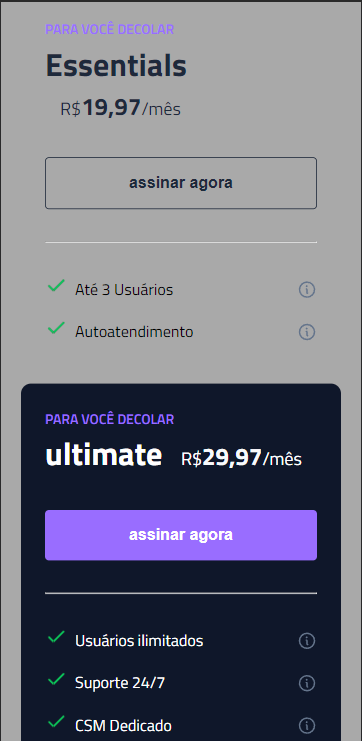 PARA VOCÊ DECOLAR
Essentials
R$19,97/mês
assinar agora
Até 3 Usuários
Autoatendimento
PARA VOCÊ DECOLAR
ultimate R$29,97/mês
assinar agora
Usuários ilimitados
Suporte 24/7
CSM Dedicado